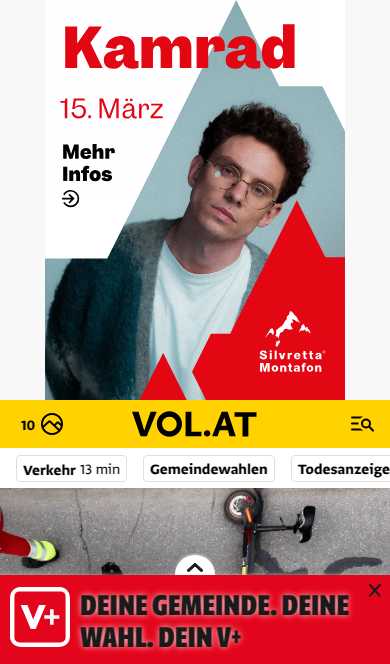 Kamrad
15. März
Mehr
Infos
Silvretta®
Montafon
10 VOL.AT
Verkehr 13 min Gemeindewahlen Todesanzeige
V+ DEINE GEMEINDE. DEINE
WAHL. DEIN V+